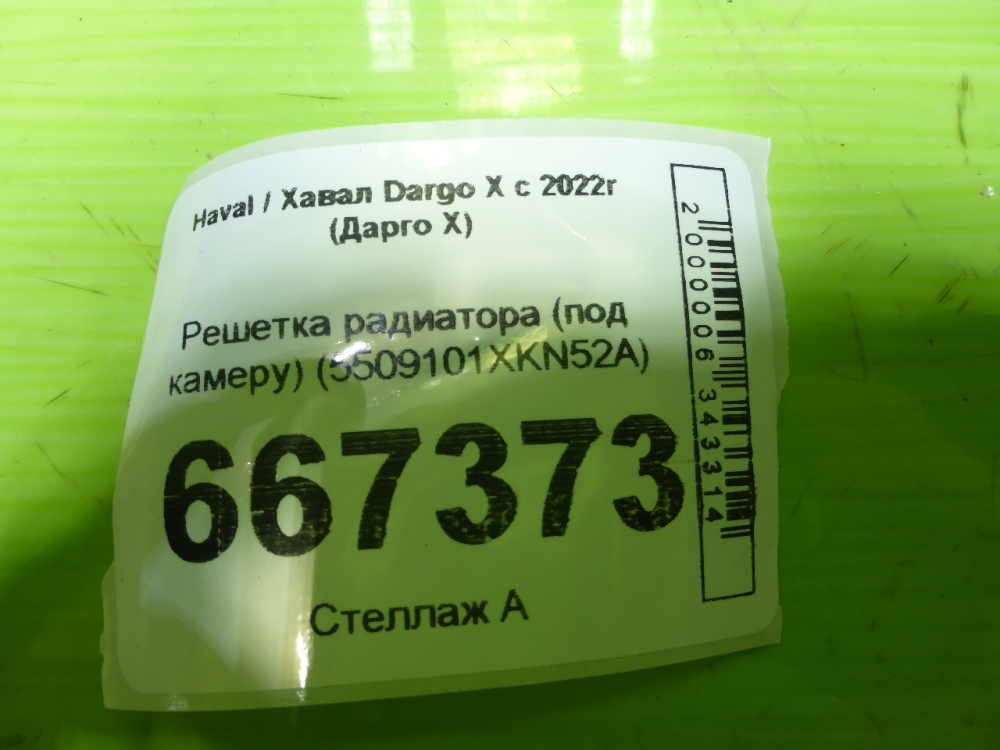 Haval / Хавал Dargo X с 2022г
(Дарго Х)
Решетка радиатора (под
камеру) (5509101XKN52A)
667373
Стеллаж А
2000006343314